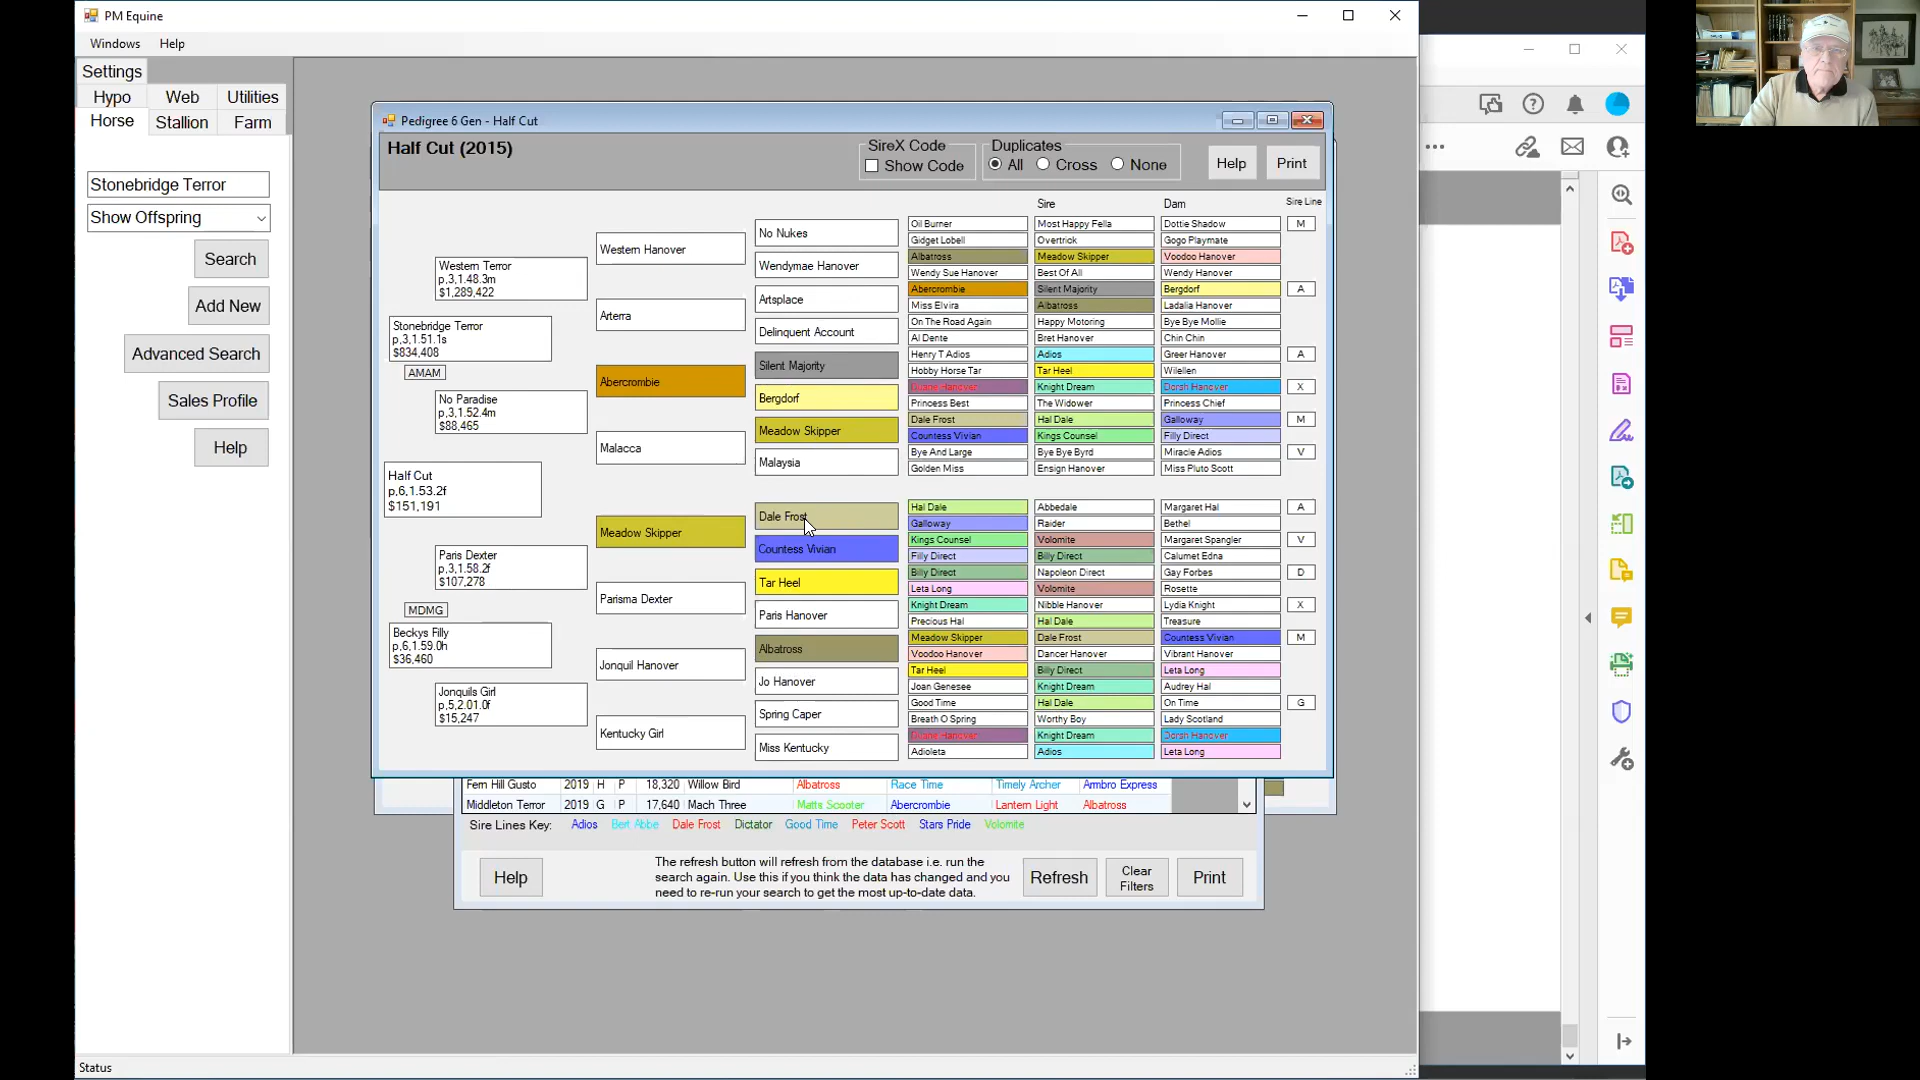 PM Equine
Windows Help
Settings
Hypo Web Utilities
Horse Stallion Farm
Stonebridge Terror
Show Offspring
Search
Add New
Advanced Search
Sales Profile
Help
Pedigree 6 Gen - Half Cut
Half Cut (2015)
SireX Code
Show Code
Duplicates
All Cross None
Help Print
Sire Dam Sire Line
Western Terror
p,3,1.48.3m
$1,289,422
Stonebridge Terror
p,3,1.51.1s
$834,408
AMAM
No Paradise
p,3,1.52.4m
$88,465
Half Cut
p,6,1.53.2f
$151,191
Paris Dexter
p,3,1.58.2f
$107,278
MDMG
Beckys Filly
p,6,1.59.0h
$36,460
Jonquils Girl
p,5,2.01.0f
$15,247
Western Hanover
Arterra
Abercrombie
Malacca
Meadow Skipper
Parisma Dexter
Jonquil Hanover
Kentucky Girl
No Nukes
Wendymae Hanover
Artsplace
Delinquent Account
Silent Majority
Bergdorf
Meadow Skipper
Malaysia
Dale Frost
Countess Vivian
Tar Heel
Paris Hanover
Albatross
Jo Hanover
Spring Caper
Miss Kentucky
Oil Burner Most Happy Fella Dottie Shadow M
Gidget Lobell Overtrick Gogo Playmate
Albatross Meadow Skipper Voodoo Hanover
Wendy Sue Hanover Best Of All Wendy Hanover
Abercrombie Silent Majority Bergdorf A
Miss Elvira Albatross Ladalia Hanover
On The Road Again Happy Motoring Bye Bye Mollie
Al Dente Bret Hanover Chin Chin
Henry T Adios Adios Greer Hanover A
Hobby Horse Tar Tar Heel Wilellen
Duane Hanover Knight Dream Dorsh Hanover X
Princess Best The Widower Princess Chief
Dale Frost Hal Dale Galloway M
Countess Vivian Kings Counsel Filly Direct
Bye And Large Bye Bye Byrd Miracle Adios V
Golden Miss Ensign Hanover Miss Pluto Scott
Hal Dale Abbedale Margaret Hal A
Galloway Raider Bethel
Kings Counsel Volomite Margaret Spangler V
Filly Direct Billy Direct Calumet Edna
Billy Direct Napoleon Direct Gay Forbes D
Leta Long Volomite Rosette
Knight Dream Nibble Hanover Lydia Knight X
Precious Hal Hal Dale Treasure
Meadow Skipper Dale Frost Countess Vivian M
Voodoo Hanover Dancer Hanover Vibrant Hanover
Tar Heel Billy Direct Leta Long
Joan Genesee Knight Dream Audrey Hal
Good Time Hal Dale On Time G
Breath O Spring Worthy Boy Lady Scotland
Duane Hanover Knight Dream Dorsh Hanover
Adioleta Adios Leta Long
Fern Hill Gusto 2019 H P 18,320 Willow Bird Albatross Race Time Timely Archer Armbro Express
Middleton Terror 2019 G P 17,640 Mach Three Matts Scooter Abercrombie Lantern Light Albatross
Sire Lines Key: Adios Bert Abbe Dale Frost Dictator Good Time Peter Scott Stars Pride Volomite
Help
The refresh button will refresh from the database i.e. run the
search again. Use this if you think the data has changed and you
need to re-run your search to get the most up-to-date data.
Refresh
Clear
Filters
Print
Status